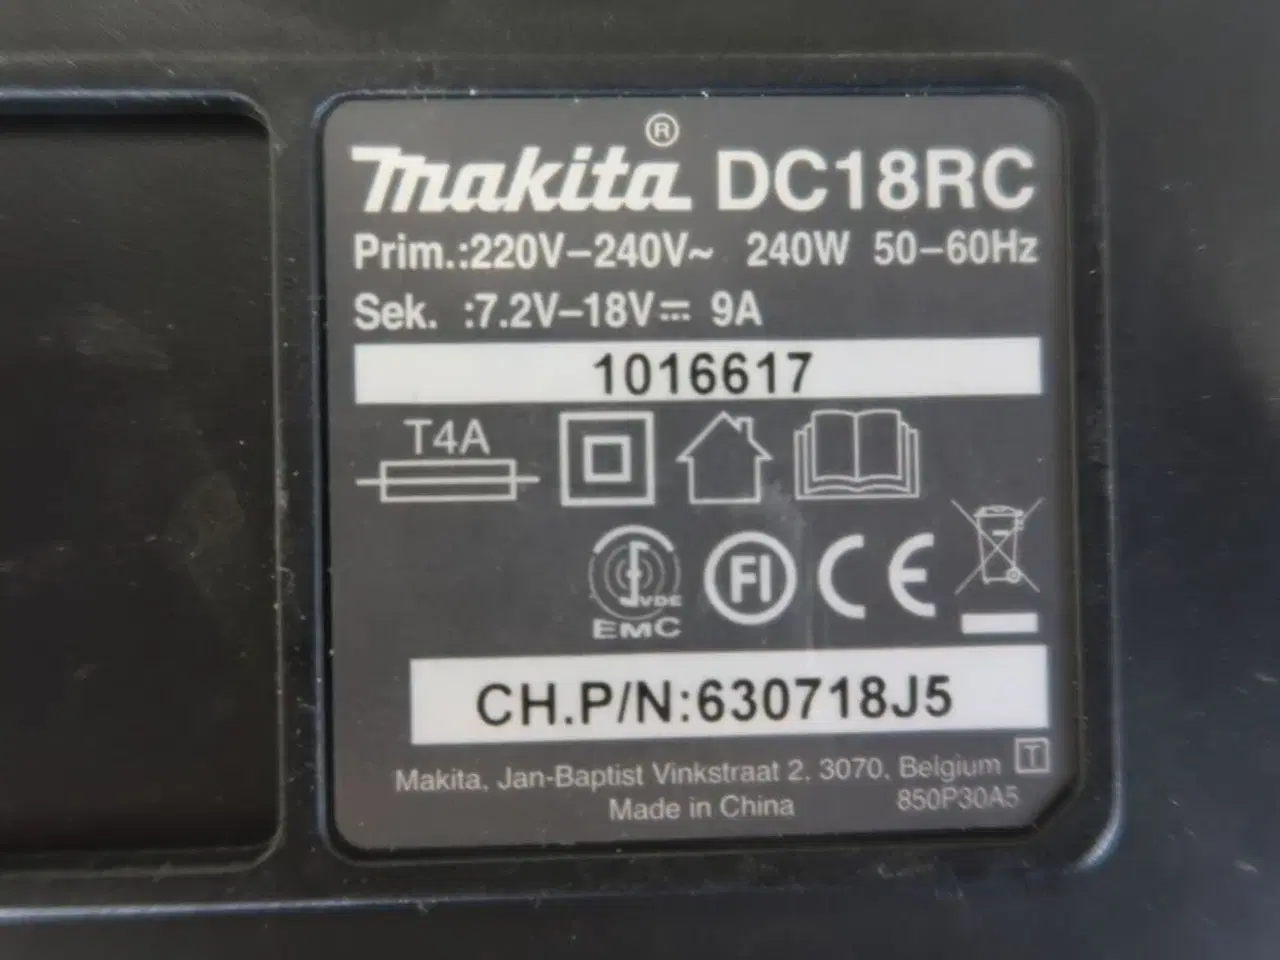 makita® DC18RC
Prim.:220V–240V~ 240W 50–60Hz
Sek. :7.2V–18V⎓ 9A
1016617
T4A
VDE
EMC
FI
CE
CH.P/N:630718J5
Makita, Jan-Baptist Vinkstraat 2, 3070, Belgium T
Made in China 850P30A5